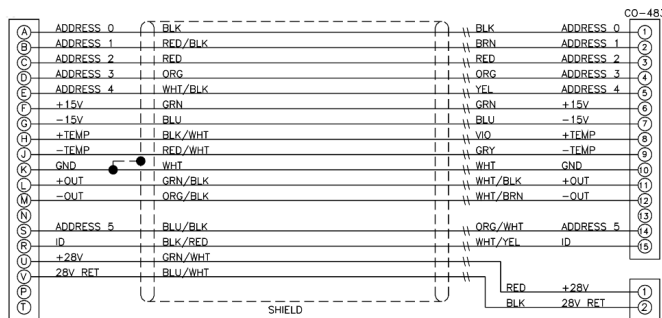 CO-483
A ADDRESS 0 BLK BLK ADDRESS 0 1
B ADDRESS 1 RED/BLK BRN ADDRESS 1 2
C ADDRESS 2 RED RED ADDRESS 2 3
D ADDRESS 3 ORG ORG ADDRESS 3 4
E ADDRESS 4 WHT/BLK YEL ADDRESS 4 5
F +15V GRN GRN +15V 6
G -15V BLU BLU -15V 7
H +TEMP BLK/WHT VIO +TEMP 8
J -TEMP RED/WHT GRY -TEMP 9
K GND WHT WHT GND 10
L +OUT GRN/BLK WHT/BLK +OUT 11
M -OUT ORG/BLK WHT/BRN -OUT 12
N 13
S ADDRESS 5 BLU/BLK ORG/WHT ADDRESS 5 14
R ID BLK/RED WHT/YEL ID 15
U +28V GRN/WHT
V 28V RET BLU/WHT
P RED +28V 1
T SHIELD BLK 28V RET 2